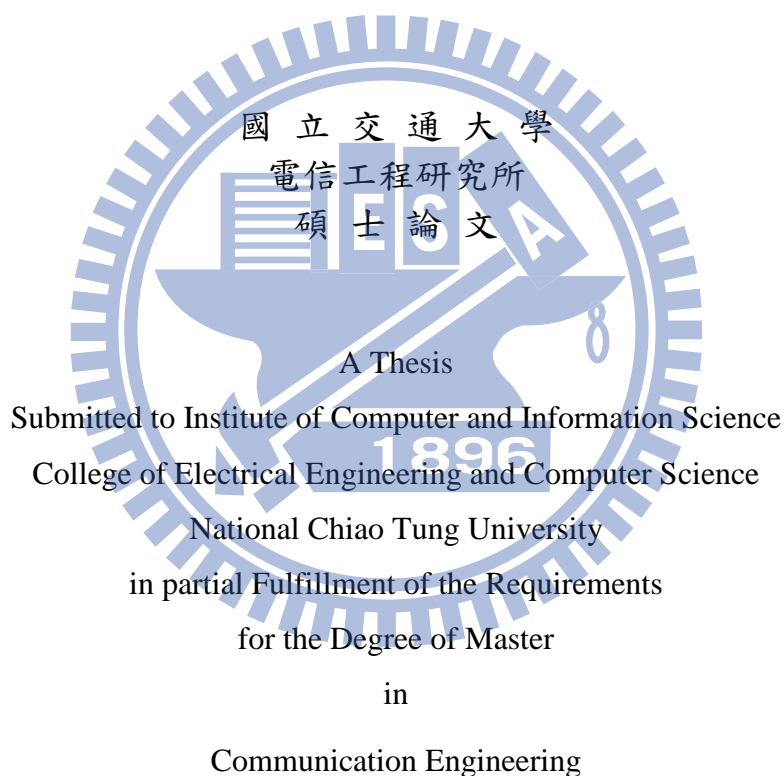 國立交通大學
電信工程研究所
碩士論文
E S A
A Thesis
Submitted to Institute of Computer and Information Science
College of Electrical Engineering and Computer Science
1896
National Chiao Tung University
in partial Fulfillment of the Requirements
for the Degree of Master
in
Communication Engineering